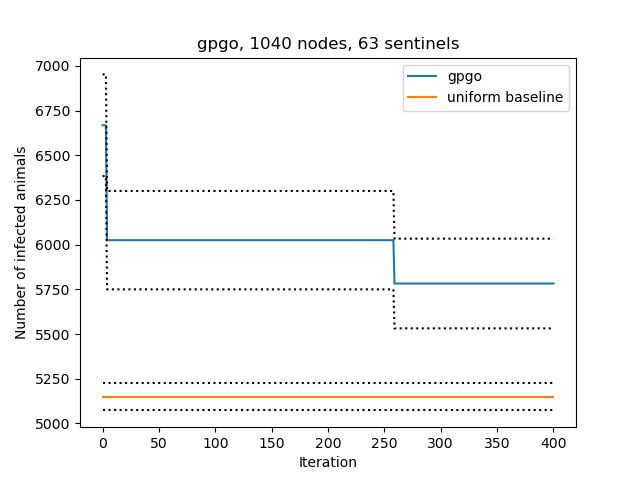 gpgo, 1040 nodes, 63 sentinels
gpgo
uniform baseline
Number of infected animals
7000
6750
6500
6250
6000
5750
5500
5250
5000
0 50 100 150 200 250 300 350 400
Iteration